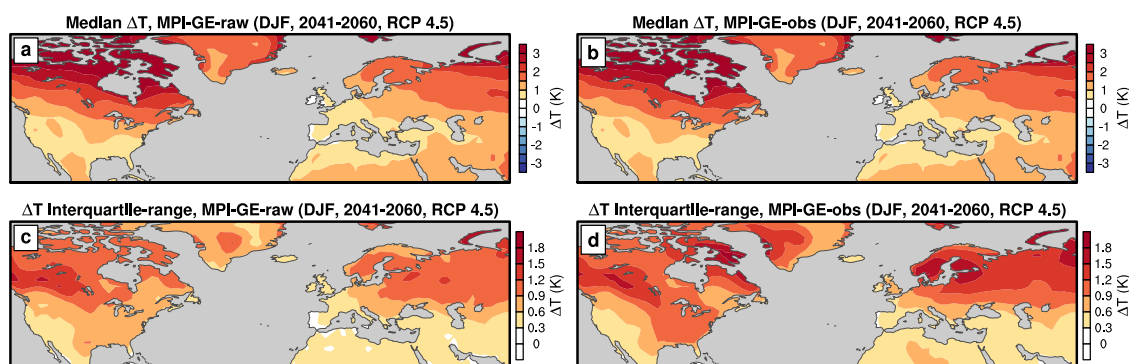 Median ΔT, MPI-GE-raw (DJF, 2041-2060, RCP 4.5)
a
3
2
1
0
-1
-2
-3
ΔT (K)
Median ΔT, MPI-GE-obs (DJF, 2041-2060, RCP 4.5)
b
3
2
1
0
-1
-2
-3
ΔT (K)
ΔT Interquartile-range, MPI-GE-raw (DJF, 2041-2060, RCP 4.5)
c
1.8
1.5
1.2
0.9
0.6
0.3
0
ΔT (K)
ΔT Interquartile-range, MPI-GE-obs (DJF, 2041-2060, RCP 4.5)
d
1.8
1.5
1.2
0.9
0.6
0.3
0
ΔT (K)